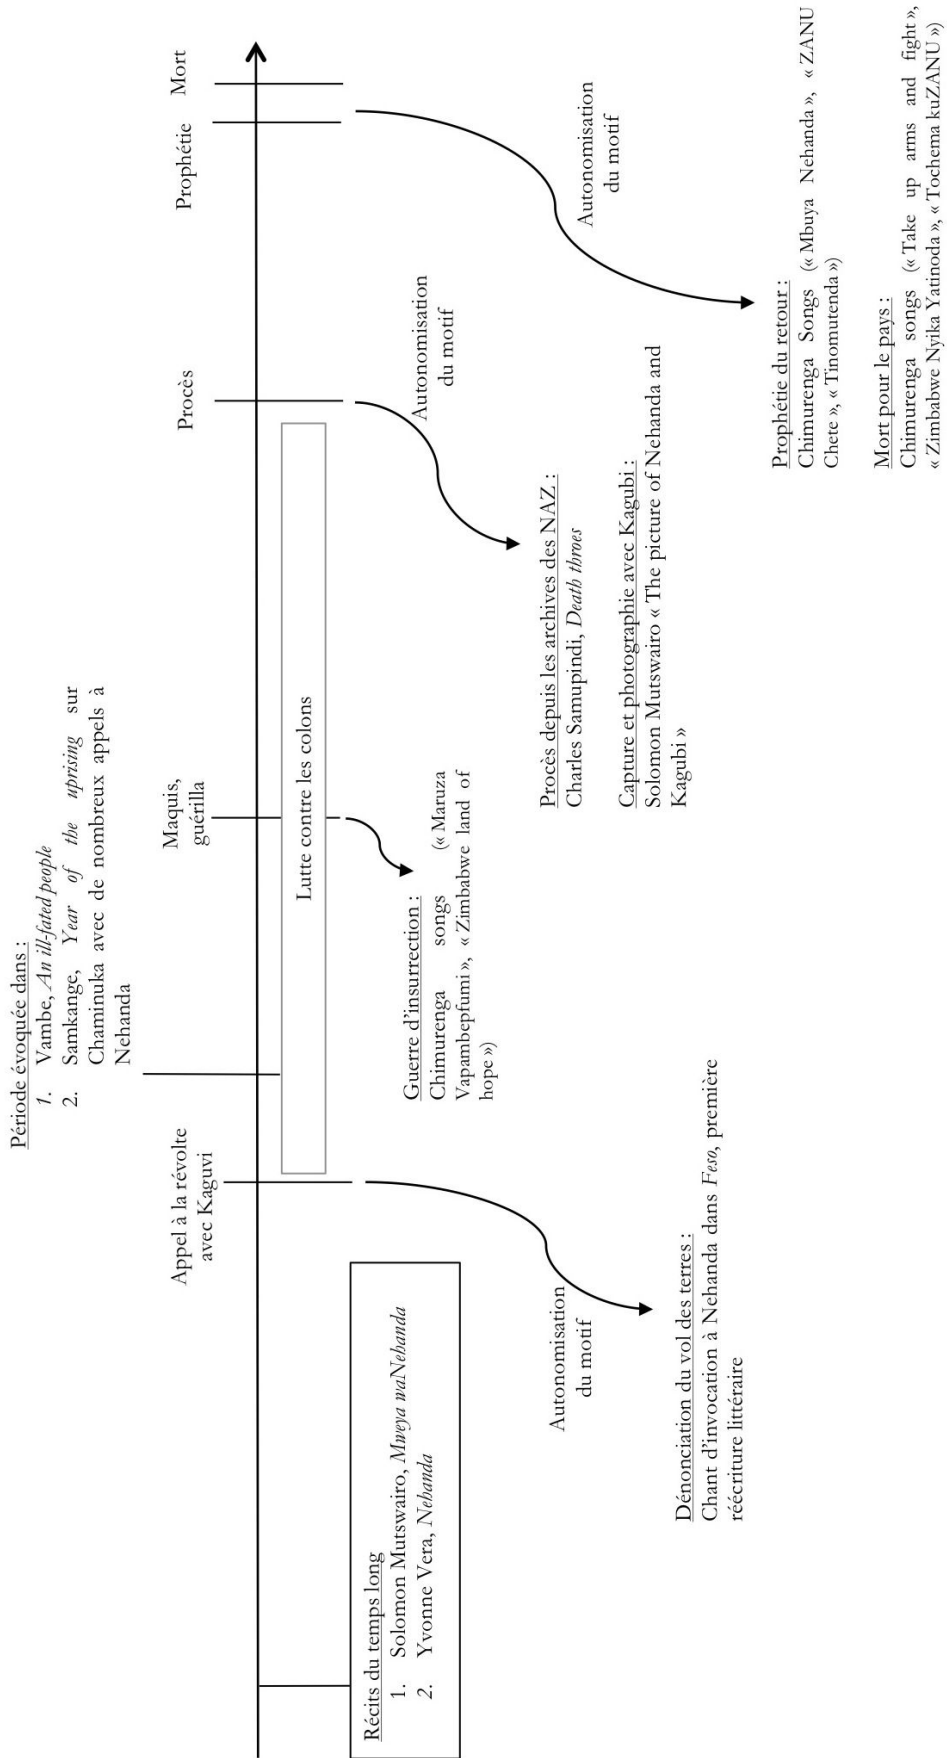 Période évoquée dans :
1. Vambe, An ill-fated people
2. Samkange, Year of the uprising sur
Chaminuka avec de nombreux appels à
Nehanda
Appel à la révolte
avec Kaguvi
Maquis,
guérilla
Procès
Prophétie
Mort
Lutte contre les colons
Récits du temps long
1. Solomon Mutswairo, Mweya waNehanda
2. Yvonne Vera, Nehanda
Autonomisation
du motif
Dénonciation du vol des terres :
Chant d’invocation à Nehanda dans Feso, première
réécriture littéraire
Guerre d’insurrection :
Chimurenga songs (« Maruza
Vapambepfumi », « Zimbabwe land of
hope »)
Autonomisation
du motif
Procès depuis les archives des NAZ :
Charles Samupindi, Death throes
Capture et photographie avec Kagubi :
Solomon Mutswairo « The picture of Nehanda and
Kagubi »
Autonomisation
du motif
Prophétie du retour :
Chimurenga Songs (« Mbuya Nehanda », « ZANU
Chete », « Tinomutenda »)
Mort pour le pays :
Chimurenga songs (« Take up arms and fight »,
« Zimbabwe Nyika Yatinoda », « Tochema kuZANU »)